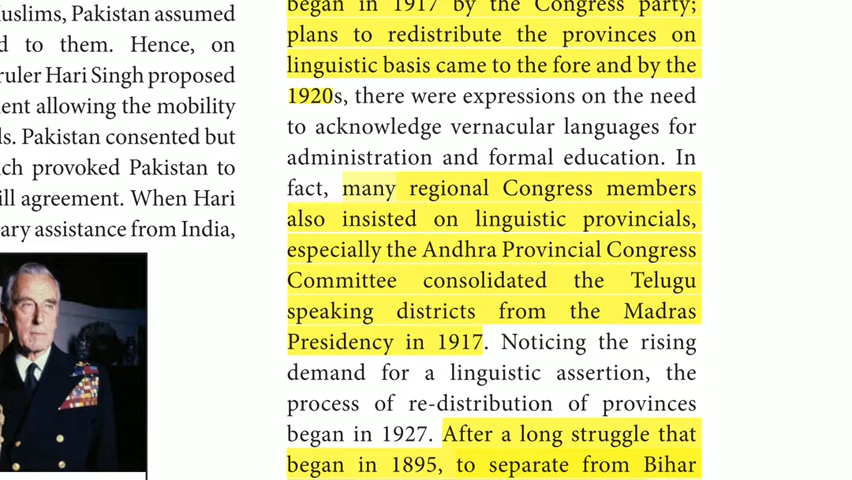 uslims, Pakistan assumed
to them. Hence, on
ruler Hari Singh proposed
allowing the mobility
Pakistan consented but
provoked Pakistan to
agreement. When Hari
assistance from India,
began in 1917 by the Congress party;
plans to redistribute the provinces on
linguistic basis came to the fore and by the
1920s, there were expressions on the need
to acknowledge vernacular languages for
administration and formal education. In
fact, many regional Congress members
also insisted on linguistic provincials,
especially the Andhra Provincial Congress
Committee consolidated the Telugu
speaking districts from the Madras
Presidency in 1917. Noticing the rising
demand for a linguistic assertion, the
process of re-distribution of provinces
began in 1927. After a long struggle that
began in 1895, to separate from Bihar